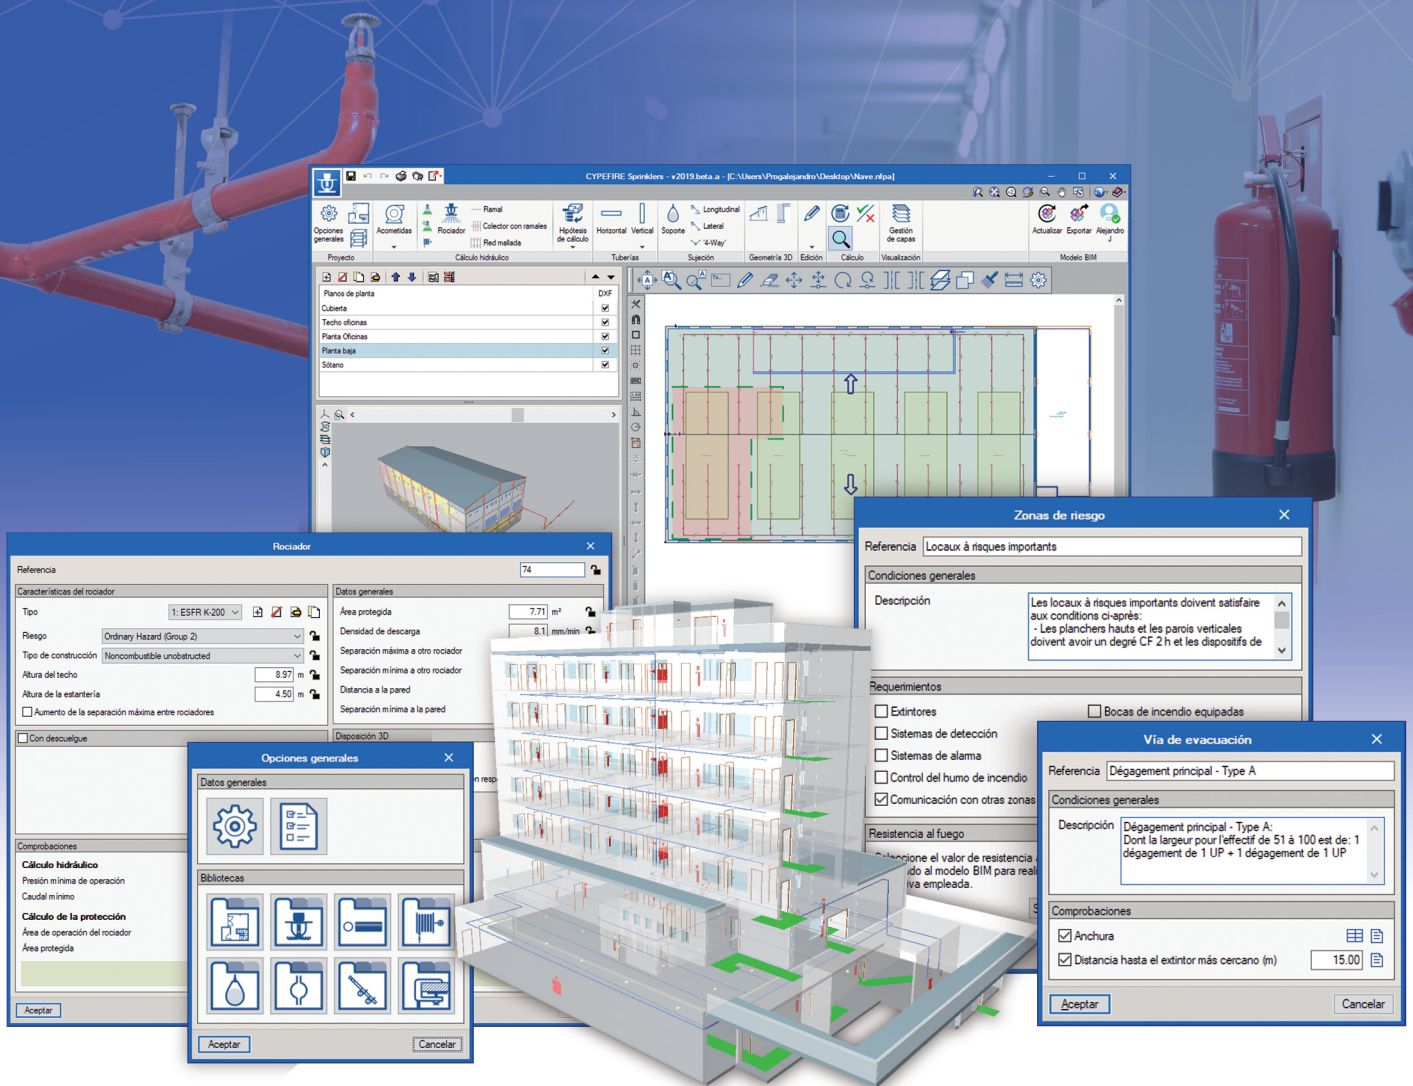 CYPEFIRE Sprinklers - v2019.beta.a - [C:\Users\Progalejandro\Desktop\Nave.nfpa]
Opciones generales
Acometidas
Rociador
Ramal
Colector con ramales
Red mallada
Hipótesis de cálculo
Horizontal Vertical
Soporte
Longitudinal
Lateral
'4-Way'
Gestión de capas
Actualizar Exportar Alejandro J
Proyecto
Cálculo hidráulico
Tuberías
Sujeción
Geometría 3D
Edición
Cálculo
Visualización
Modelo BIM
Planos de planta
DXF
Cubierta
Techo oficinas
Planta Oficinas
Planta baja
Sótano
Rociador
Referencia
74
Características del rociador
Tipo
1: ESFR K-200
Riesgo
Ordinary Hazard (Group 2)
Tipo de construcción
Noncombustible unobstructed
Altura del techo
8.97 m
Altura de la estantería
4.50 m
Aumento de la separación máxima entre rociadores
Datos generales
Área protegida
7.71 m²
Densidad de descarga
8.1 mm/min
Separación máxima a otro rociador
Separación mínima a otro rociador
Distancia a la pared
Separación mínima a la pared
Con descuelgue
Disposición 3D
Comprobaciones
Cálculo hidráulico
Presión mínima de operación
Caudal mínimo
Cálculo de la protección
Área de operación del rociador
Área protegida
Aceptar
Opciones generales
Datos generales
Bibliotecas
Aceptar
Cancelar
Zonas de riesgo
Referencia
Locaux à risques importants
Condiciones generales
Descripción
Les locaux à risques importants doivent satisfaire
aux conditions ci-après:
- Les planchers hauts et les parois verticales
doivent avoir un degré CF 2 h et les dispositifs de
Requerimientos
Extintores
Bocas de incendio equipadas
Sistemas de detección
Sistemas de alarma
Control del humo de incendio
Comunicación con otras zonas
Resistencia al fuego
el valor de resistencia
al modelo BIM para
empleada.
Vía de evacuación
Referencia
Dégagement principal - Type A
Condiciones generales
Descripción
Dégagement principal - Type A:
Dont la largeur pour l'effectif de 51 à 100 est de: 1
dégagement de 1 UP + 1 dégagement de 1 UP
Comprobaciones
Anchura
Distancia hasta el extintor más cercano (m)
15.00
Aceptar
Cancelar